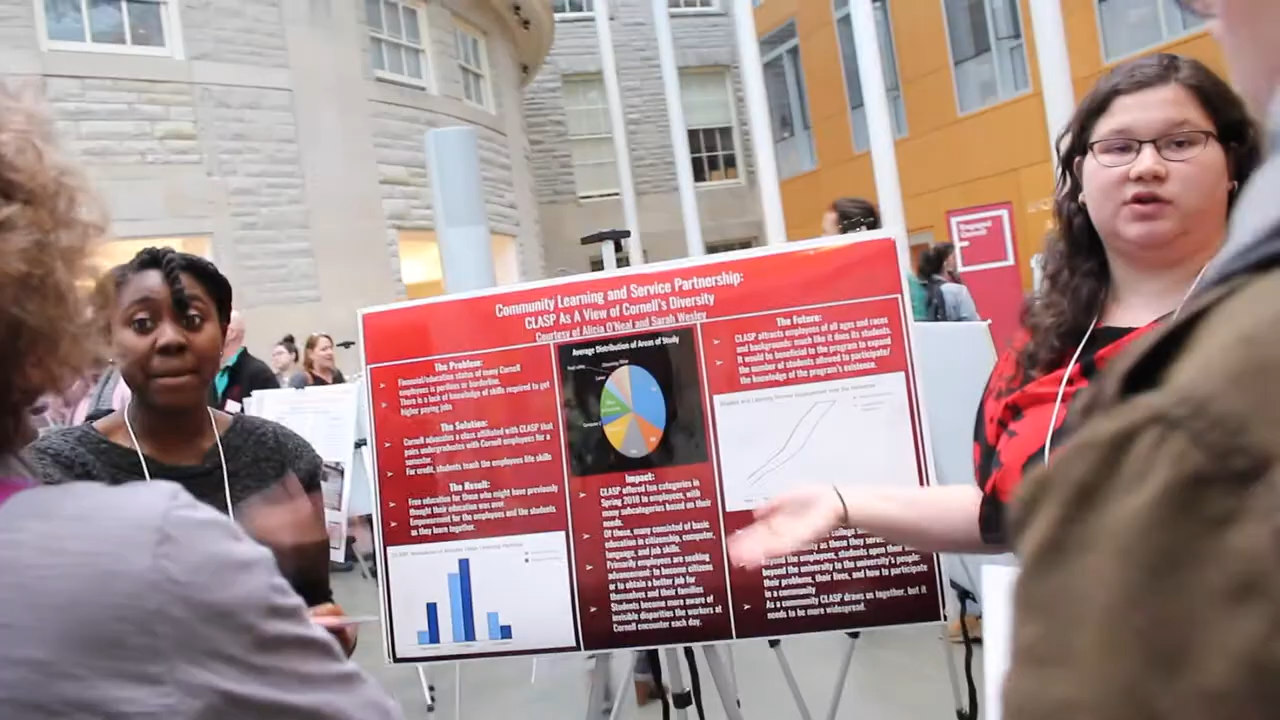 Community Learning and Service Partnership:
CLASP As A View of Cornell's Diversity
Courtesy of Alicia O'Neal and Sarah Wesley
The Problem:
Financial/education status of many Cornell
employees is perilous or borderline.
There is a lack of knowledge of skills required to get
higher paying jobs
The Solution:
Cornell advocates a class affiliated with CLASP that
pairs undergraduates with Cornell employees for a
semester.
For credit, students teach the employees life skills
The Result:
Free education for those who might have previously
thought their education was over
Empowerment for the employees and the students
as they learn together.
Average Distribution of Areas of Study
Impact:
CLASP offered ten categories in
Spring 2018 to employees, with
many subcategories based on their
needs.
Of those, many consisted of basic
education in citizenship, computer,
language, and job skills.
Primarily employees are seeking
advancement: to become citizens
or to obtain a better job for
themselves and their families
Students become more aware of
invisible disparities the workers at
Cornell encounter each day.
The Future:
CLASP attracts employees of all ages and races
and backgrounds: much like it does its students.
It would be beneficial to the program to expand
the number of students allowed to participate/
the knowledge of the program's existence.
college
as they
beyond the employees, students open their
beyond the university to the university's people:
their problems, their lives, and how to participate
in a community
As a community CLASP draws us together, but it
needs to be more widespread.
Engaged
Cornell